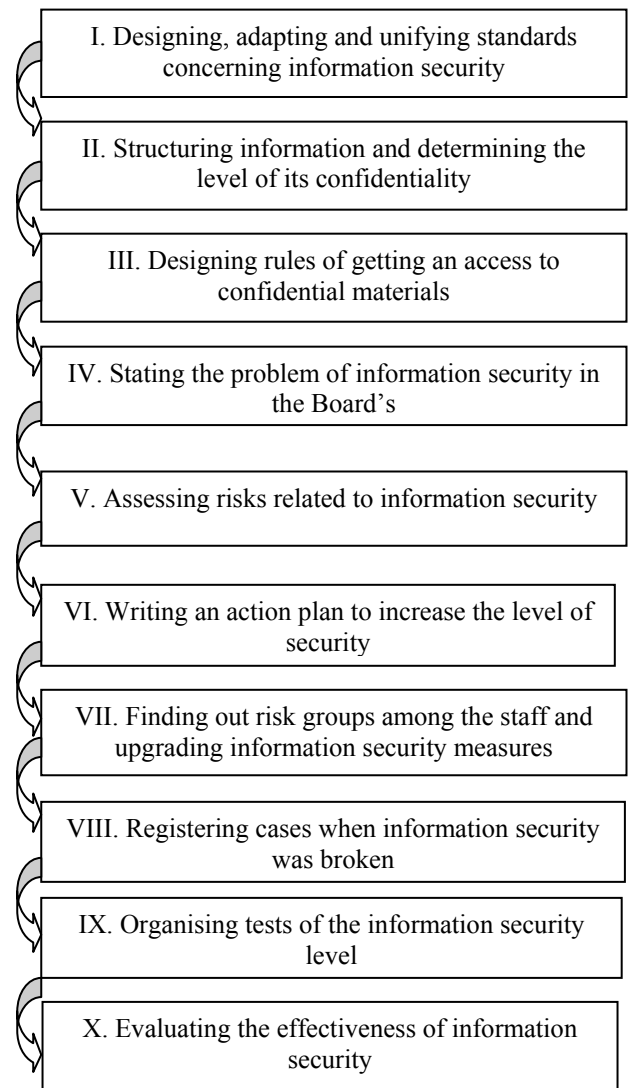 I. Designing, adapting and unifying standards
concerning information security
II. Structuring information and determining the
level of its confidentiality
III. Designing rules of getting an access to
confidential materials
IV. Stating the problem of information security in
the Board’s
V. Assessing risks related to information security
VI. Writing an action plan to increase the level of
security
VII. Finding out risk groups among the staff and
upgrading information security measures
VIII. Registering cases when information security
was broken
IX. Organising tests of the information security
level
X. Evaluating the effectiveness of information
security